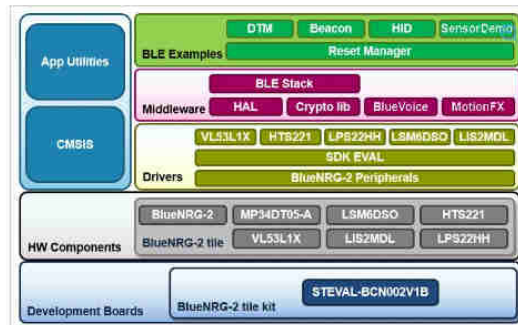 App Utilities
CMSIS
DTM
Beacon
HID
SensorDemo
BLE Examples
Reset Manager
BLE Stack
Middleware
HAL
Crypto lib
BlueVoice
MotionFX
VL53L1X
HTS221
LPS22HH
LSM6DSO
LIS2MDL
SDK EVAL
Drivers
BlueNRG-2 Peripherals
BlueNRG-2
MP34DT05-A
LSM6DSO
HTS221
HW Components
BlueNRG-2 tile
VL53L1X
LIS2MDL
LPS22HH
STEVAL-BCN002V1B
Development Boards
BlueNRG-2 tile kit